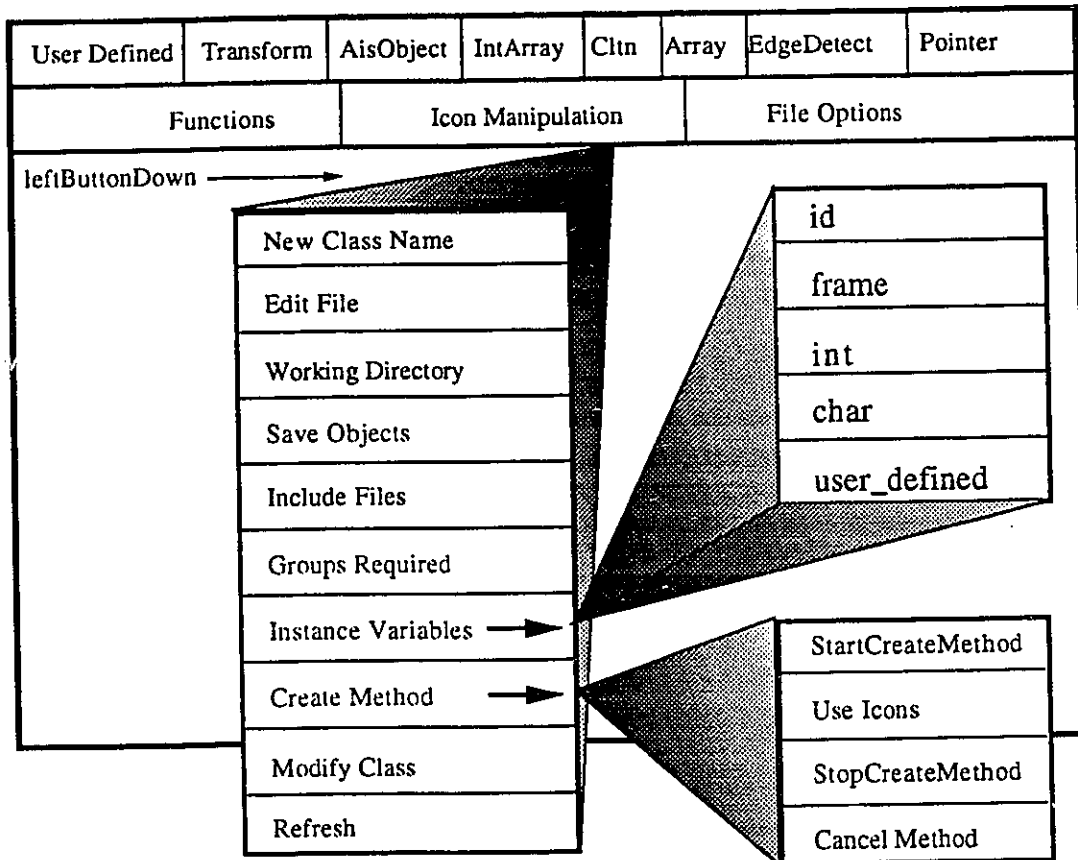 User Defined Transform AisObject IntArray Cltn Array EdgeDetect Pointer
Functions Icon Manipulation File Options
leftButtonDown
New Class Name
Edit File
Working Directory
Save Objects
Include Files
Groups Required
Instance Variables
Create Method
Modify Class
Refresh
id
frame
int
char
user_defined
StartCreateMethod
Use Icons
StopCreateMethod
Cancel Method